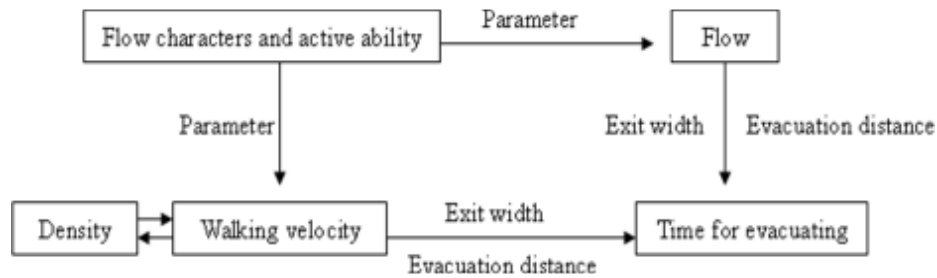 Parameter
Flow characters and active ability
Flow
Parameter
Exit width
Evacuation distance
Density
Walking velocity
Exit width
Evacuation distance
Time for evacuating